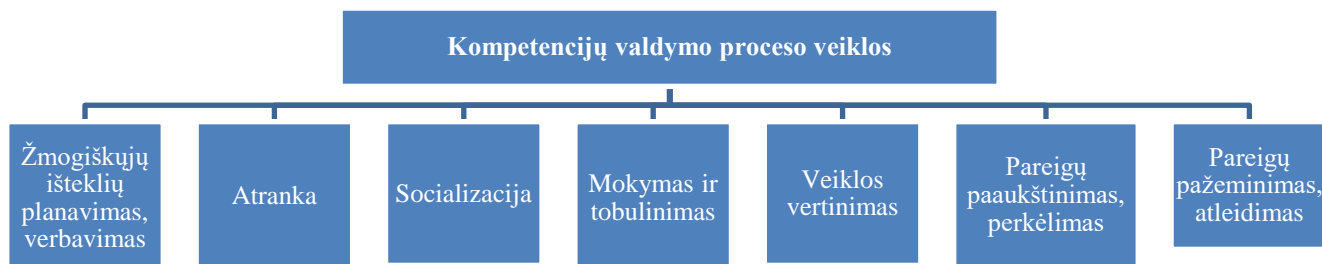 Kompetencijų valdymo proceso veiklos
Žmogiškųjų
išteklių
planavimas,
verbavimas
Atranka
Socializacija
Mokymas ir
tobulinimas
Veiklos
vertinimas
Pareigų
paaukštinimas,
perkėlimas
Pareigų
pažeminimas,
atleidimas